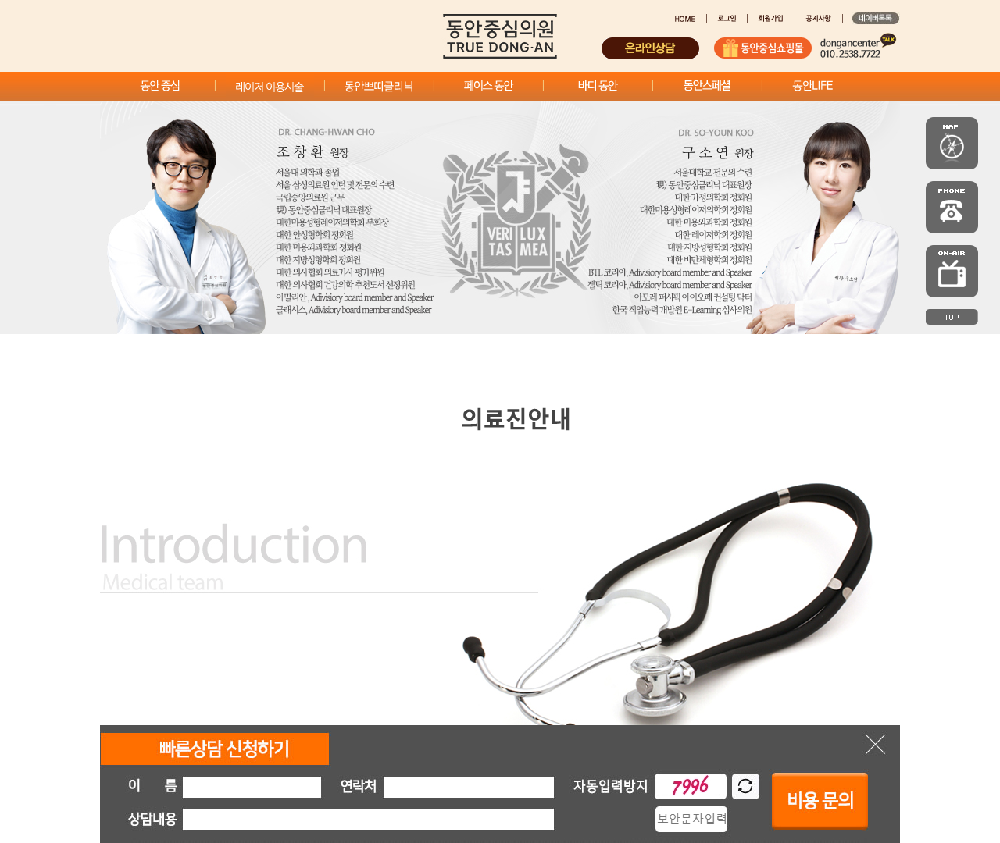 동안중심의원
TRUE DONG·AN
HOME
로그인
회원가입
공지사항
네이버톡톡
온라인상담
동안중심쇼핑몰
dongancenter
TALK
010.2538.7722
동안 중심
레이저 이용시술
동안쁘띠클리닉
페이스 동안
바디 동안
동안스페셜
동안LIFE
DR. CHANG-HWAN CHO
조창환 원장
서울대 의학과 졸업
서울·삼성의료원 인턴 및 전문의 수련
국립중앙의료원 근무
現) 동안중심클리닉 대표원장
대한미용성형레이저의학회 부회장
대한 안성형학회 정회원
대한 미용외과학회 정회원
대한 지방성형학회 정회원
대한 의사협회 의료기사 평가위원
대한 의사협회 건강의학 추천도서 선정위원
아말리안, Adivisiory board member and Speaker
클래시스, Adivisiory board member and Speaker
VERI LUX
TAS MEA
DR. SO-YOUN KOO
구소연 원장
서울대학교 전문의 수련
現) 동안중심클리닉 대표원장
대한 가정의학회 정회원
대한미용성형레이저의학회 정회원
대한 미용외과학회 정회원
대한 레이저학회 정회원
대한 지방성형학회 정회원
대한 비만체형학회 정회원
BTL 코리아, Adivisiory board member and Speaker
젤틱 코리아, Adivisiory board member and Speaker
아모레 퍼시픽 아이오페 컨설팅 닥터
한국 직업능력 개발원 E-Learning 심사의원
원장 구소연
MAP
PHONE
ON-AIR
TOP
의료진안내
Introduction
Medical team
빠른상담 신청하기
이 름
연락처
자동입력방지
7996
비용 문의
상담내용
보안문자입력